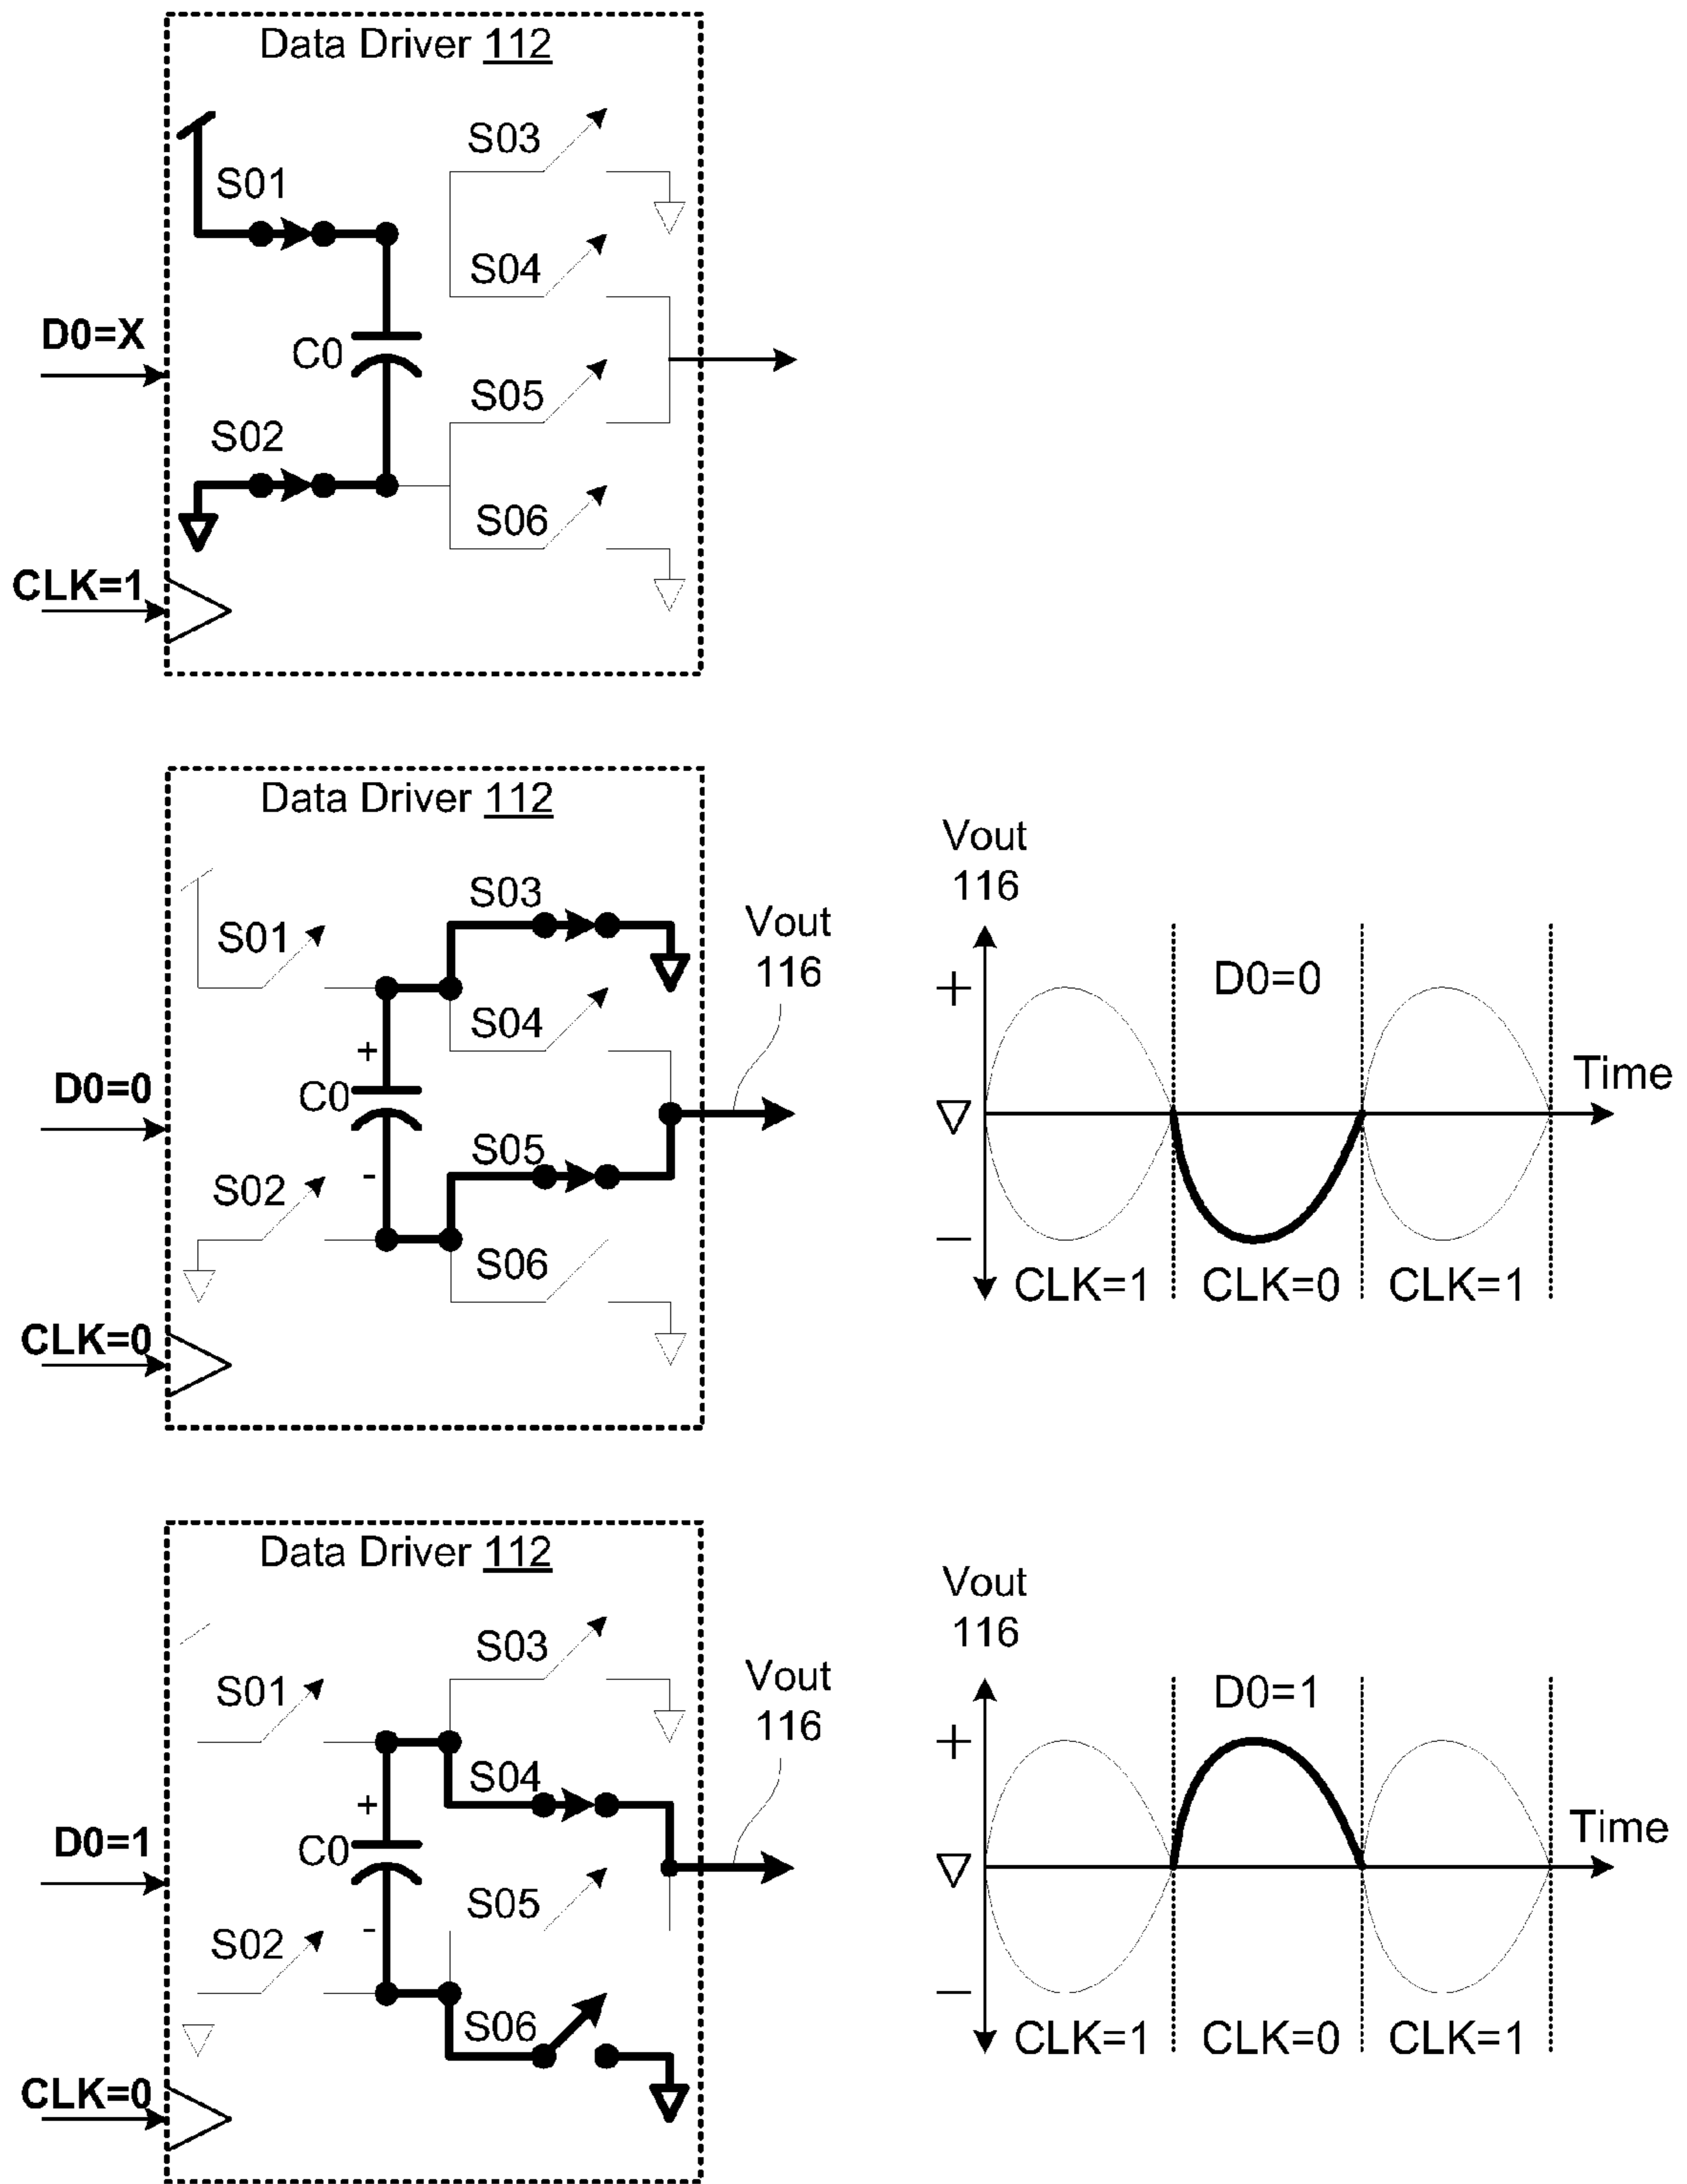 Data Driver 112
S03
S01
S04
D0=X
C0
S05
S02
S06
CLK=1
Data Driver 112
S03
S01
S04
Vout
116
+
D0=0
C0
S05
-
S02
S06
CLK=0
Vout
116
+
D0=0
Time
−
CLK=1 CLK=0 CLK=1
Data Driver 112
S03
S01
S04
Vout
116
+
D0=1
C0
S05
-
S02
S06
CLK=0
Vout
116
+
D0=1
Time
−
CLK=1 CLK=0 CLK=1